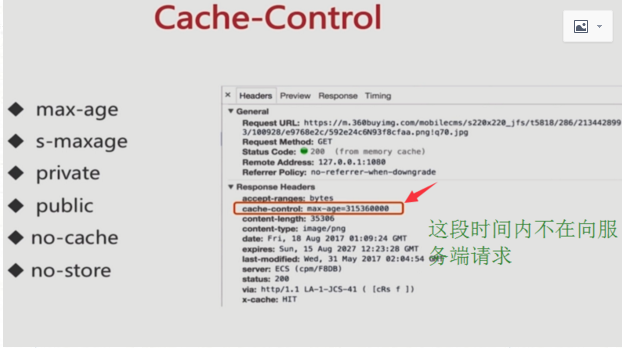 Cache-Control
◆ max-age
◆ s-maxage
◆ private
◆ public
◆ no-cache
◆ no-store
× Headers Preview Response Timing
▼ General
Request URL: https://m.360buyimg.com/mobilecms/s220x220_jfs/t5818/286/213442899
3/100928/e9768e2c/592e24c6N93f8cfaa.png!q70.jpg
Request Method: GET
Status Code: 200 (from memory cache)
Remote Address: 127.0.0.1:1080
Referrer Policy: no-referrer-when-downgrade
▼ Response Headers
accept-ranges: bytes
cache-control: max-age=315360000
content-length: 35306
content-type: image/png
date: Fri, 18 Aug 2017 01:09:24 GMT
expires: Sun, 15 Aug 2027 12:23:28 GMT
last-modified: Wed, 31 May 2017 02:04:54 GM
server: ECS (cpm/F8DB)
status: 200
via: http/1.1 LA-1-JCS-41 ( [cRs f ])
x-cache: HIT
这段时间内不在向服
务端请求